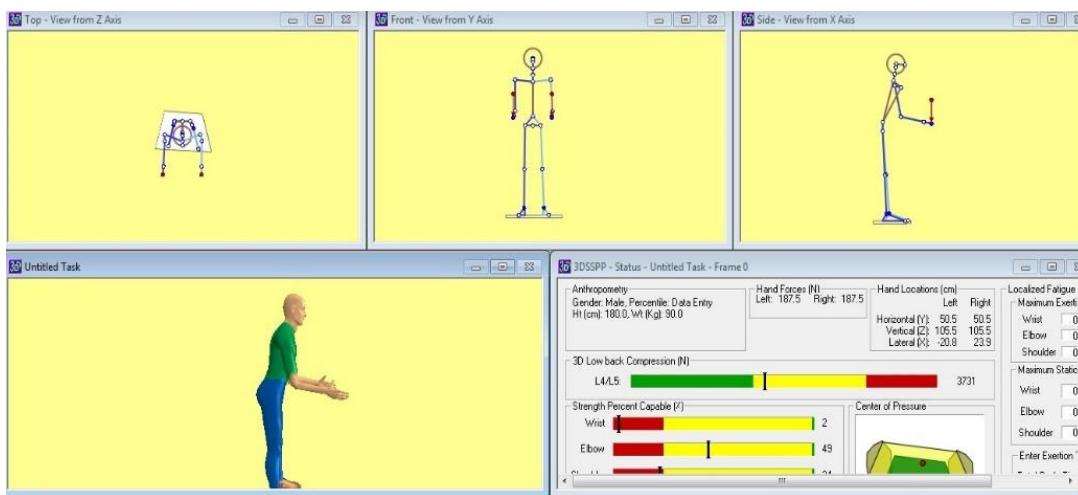 Top - View from Z Axis
Front - View from Y Axis
Side - View from X Axis
Untitled Task
3DSSPP - Status - Untitled Task - Frame 0
Anthropometry
Gender: Male, Percentile: Data Entry
Ht (cm): 180.0, Wt (Kg): 90.0
Hand Forces (N)
Left: 187.5 Right: 187.5
Hand Locations (cm)
Left Right
Horizontal (Y): 50.5 50.5
Vertical (Z): 105.5 105.5
Lateral (X): -20.8 23.9
Localized Fatigue
Maximum Exerti
Wrist 0
Elbow 0
Shoulder 0
3D Low back Compression (N)
L4/L5: 3731
Maximum Static
Wrist 0
Elbow 0
Shoulder 0
Strength Percent Capable (%)
Wrist 2
Elbow 49
Center of Pressure
Enter Exertion